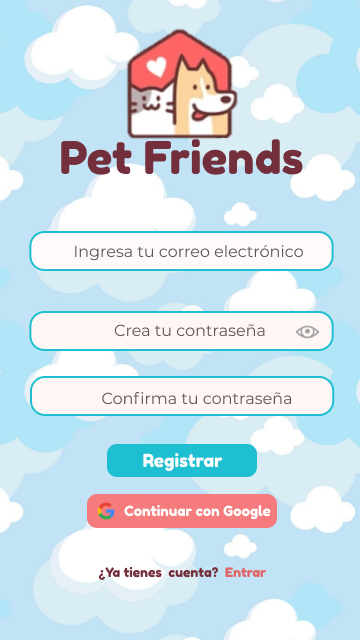 Pet Friends
Ingresa tu correo electrónico
Crea tu contraseña
Confirma tu contraseña
Registrar
Continuar con Google
¿Ya tienes cuenta? Entrar